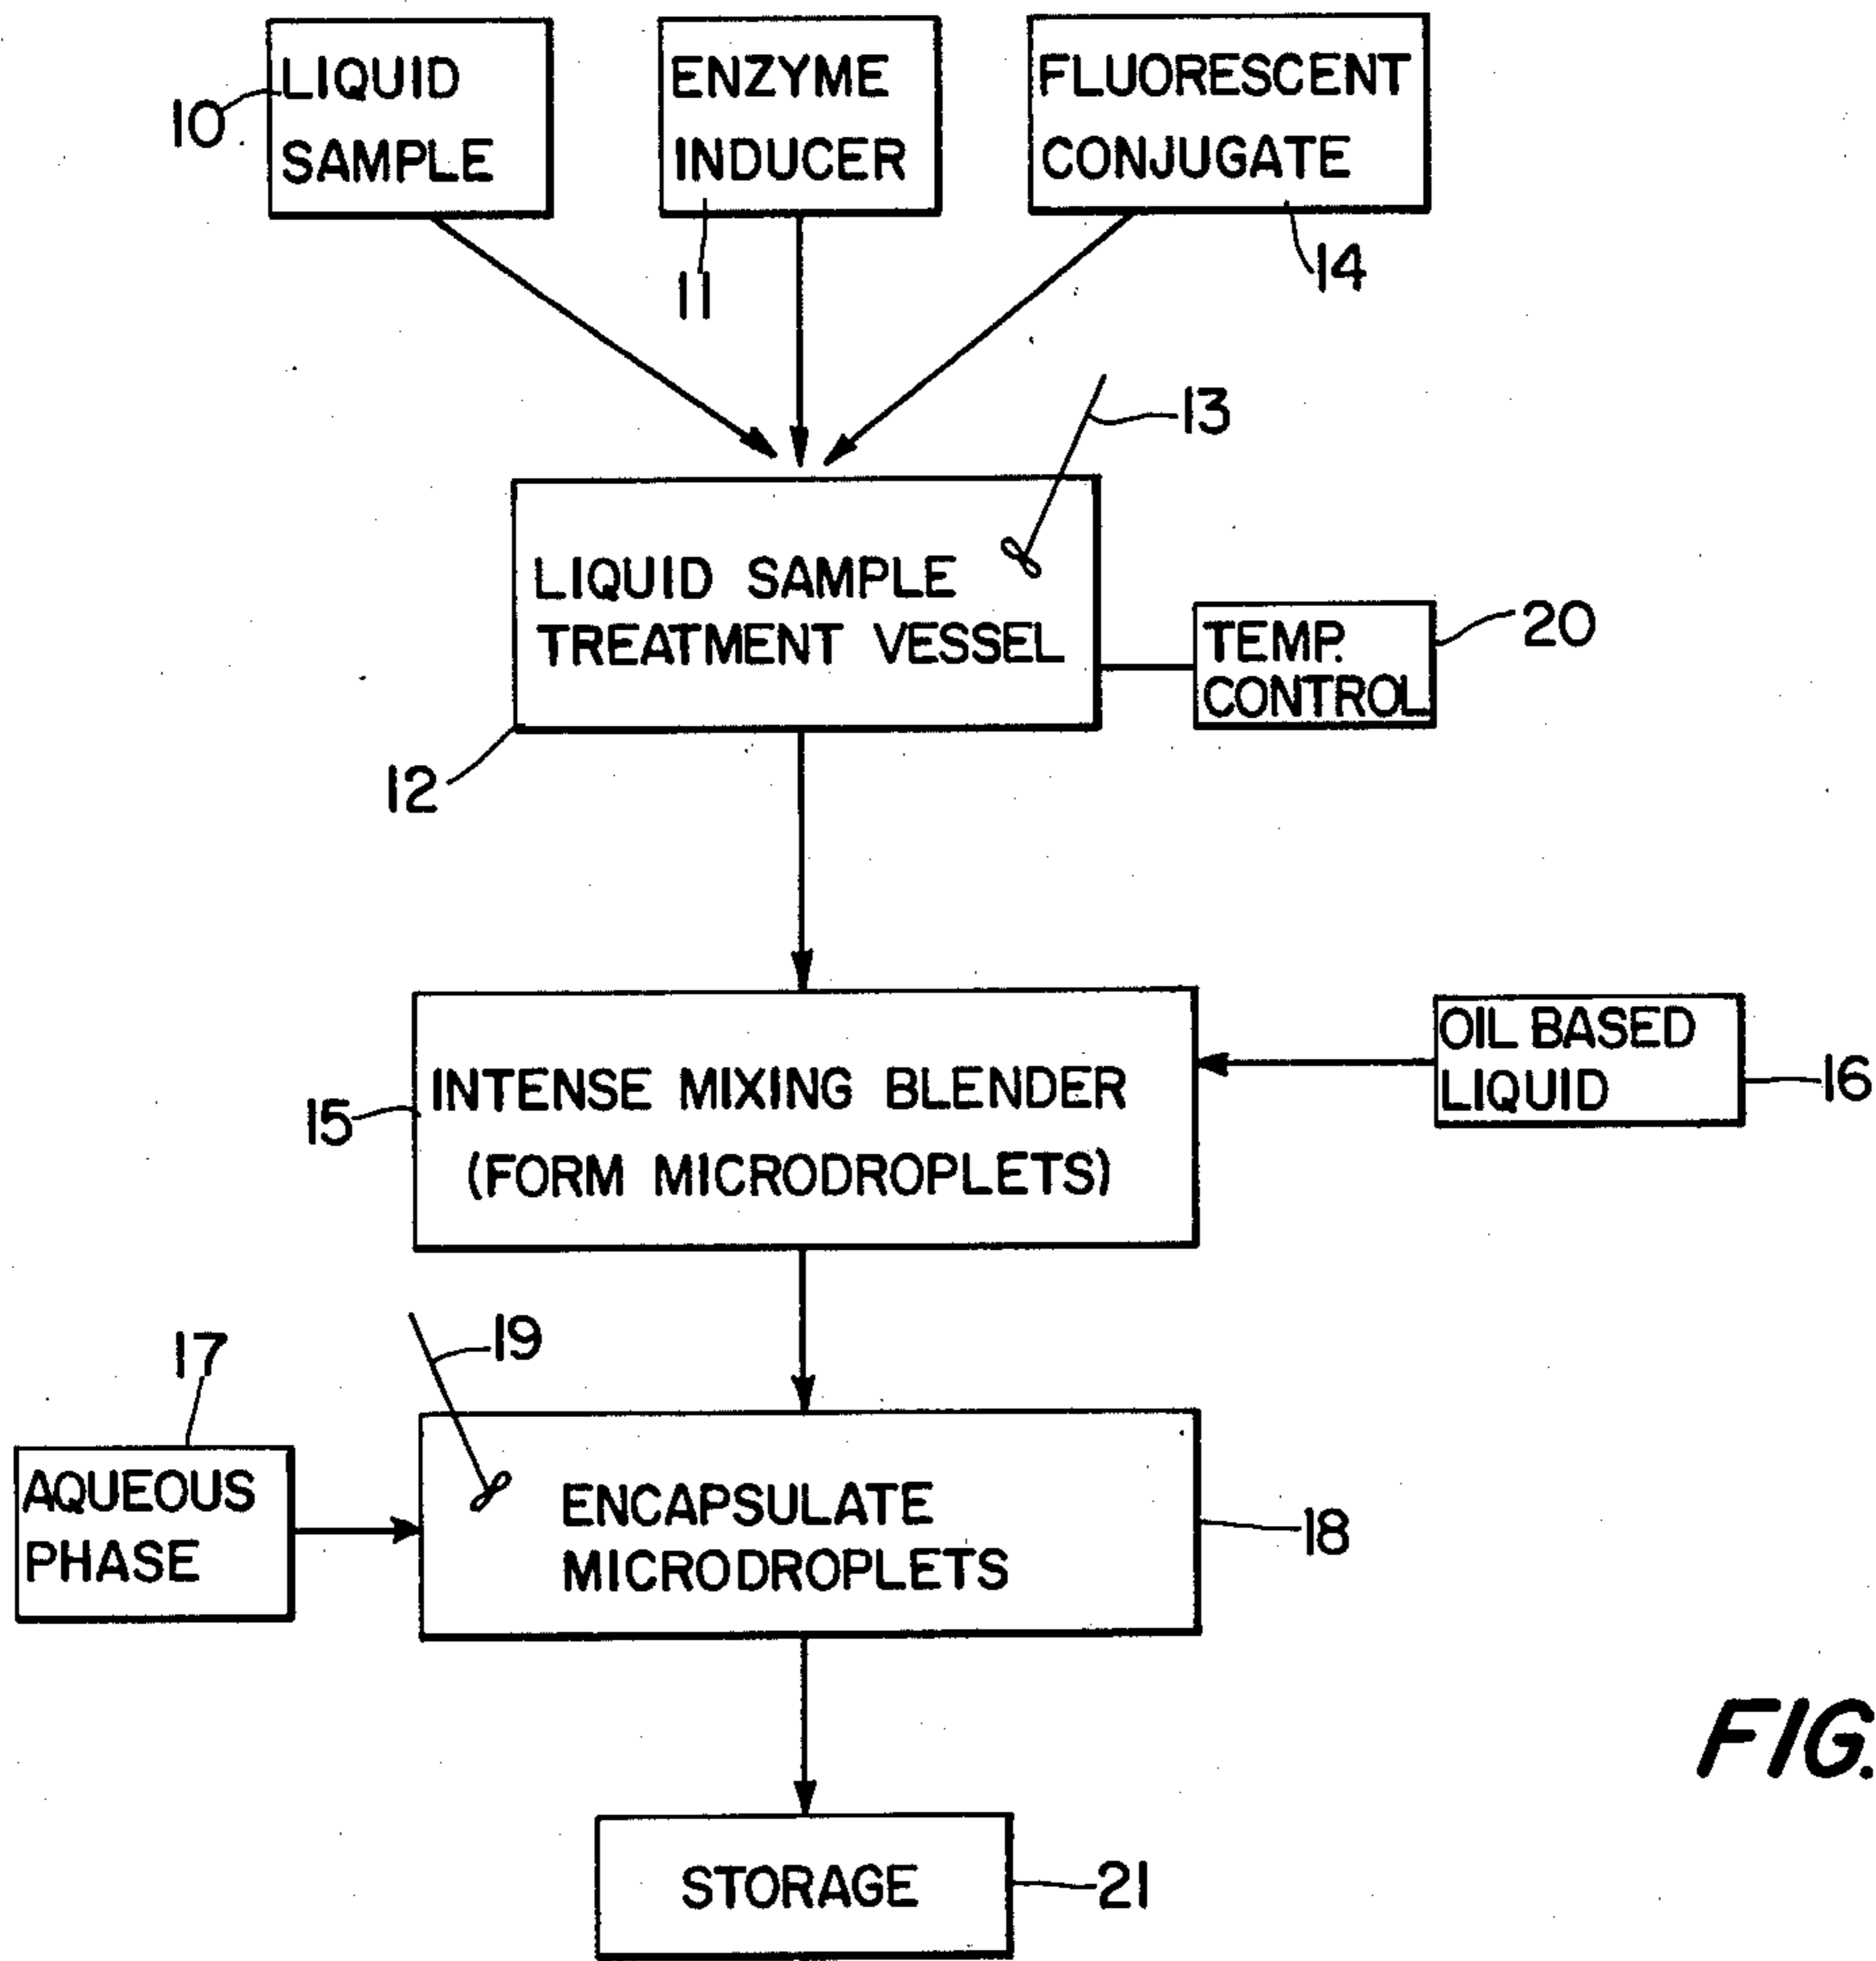 LIQUID
SAMPLE
10
ENZYME
INDUCER
11
FLUORESCENT
CONJUGATE
14
13
LIQUID SAMPLE
TREATMENT VESSEL
12
TEMP.
CONTROL
20
INTENSE MIXING BLENDER
(FORM MICRODROPLETS)
15
OIL BASED
LIQUID
16
19
17
AQUEOUS
PHASE
ENCAPSULATE
MICRODROPLETS
18
FIG.
STORAGE
21